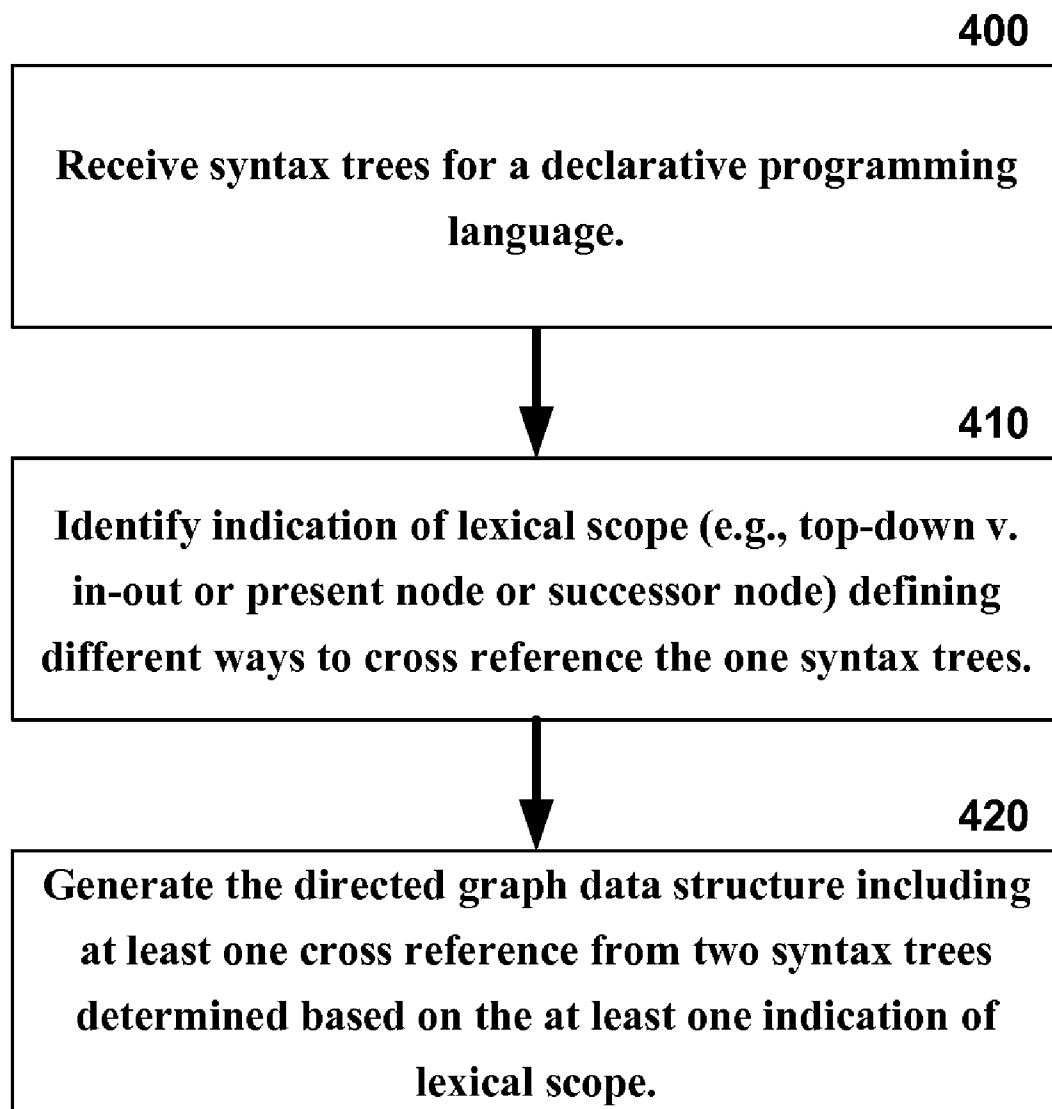 400
Receive syntax trees for a declarative programming
language.
410
Identify indication of lexical scope (e.g., top-down v.
in-out or present node or successor node) defining
different ways to cross reference the one syntax trees.
420
Generate the directed graph data structure including
at least one cross reference from two syntax trees
determined based on the at least one indication of
lexical scope.